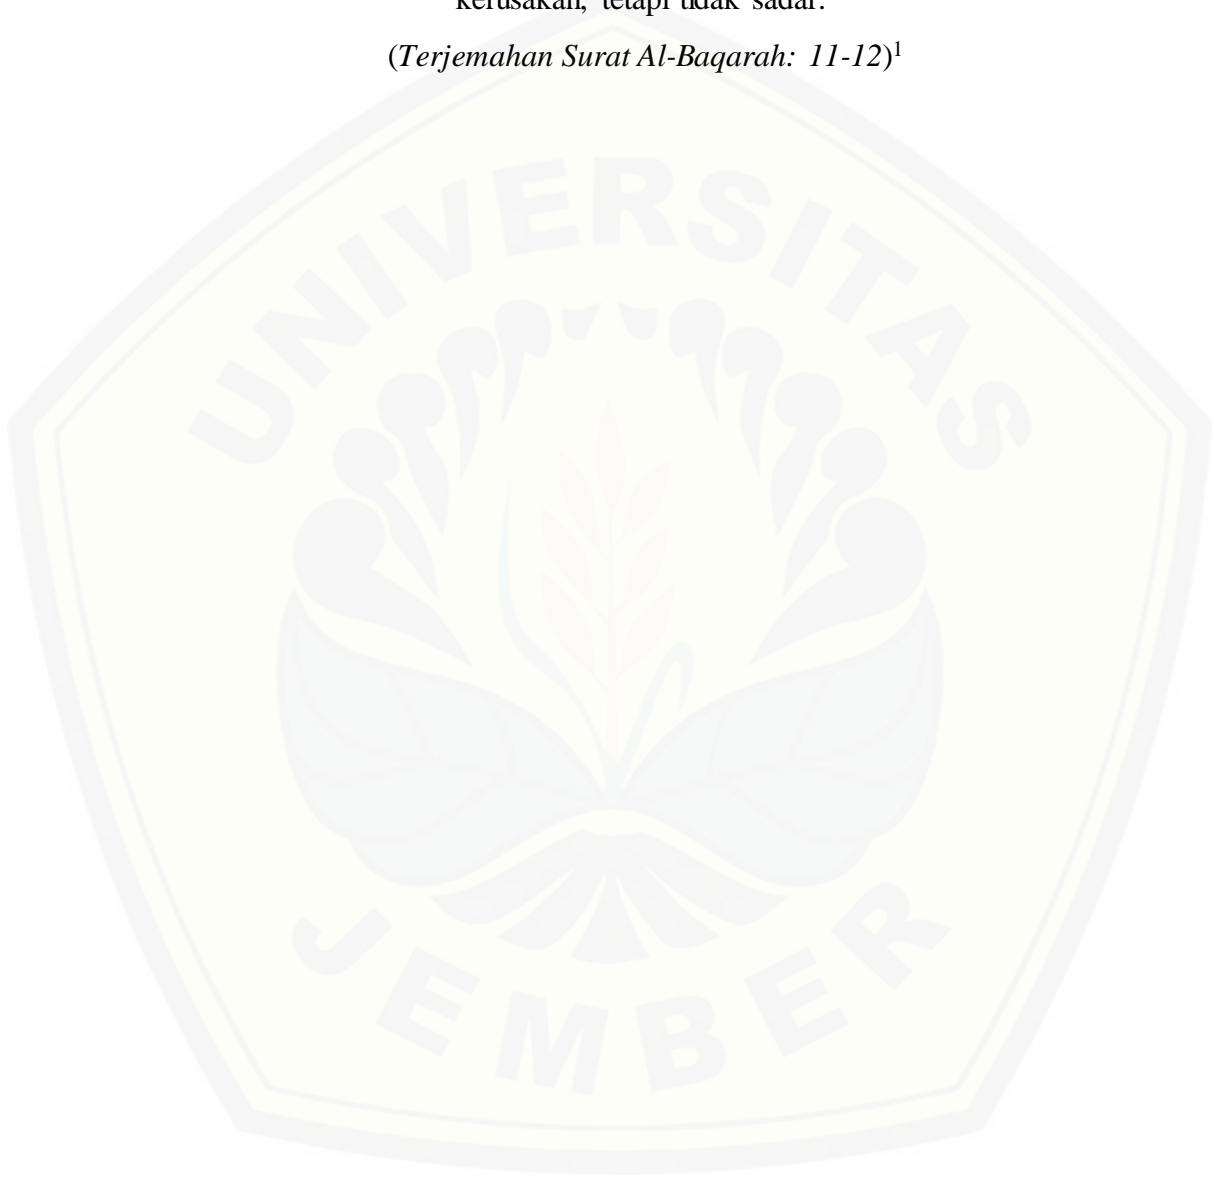 kerusakan, tetapi tidak sadar.
(Terjemahan Surat Al-Baqarah: 11-12)¹
UNIVERSITAS
JEMBER